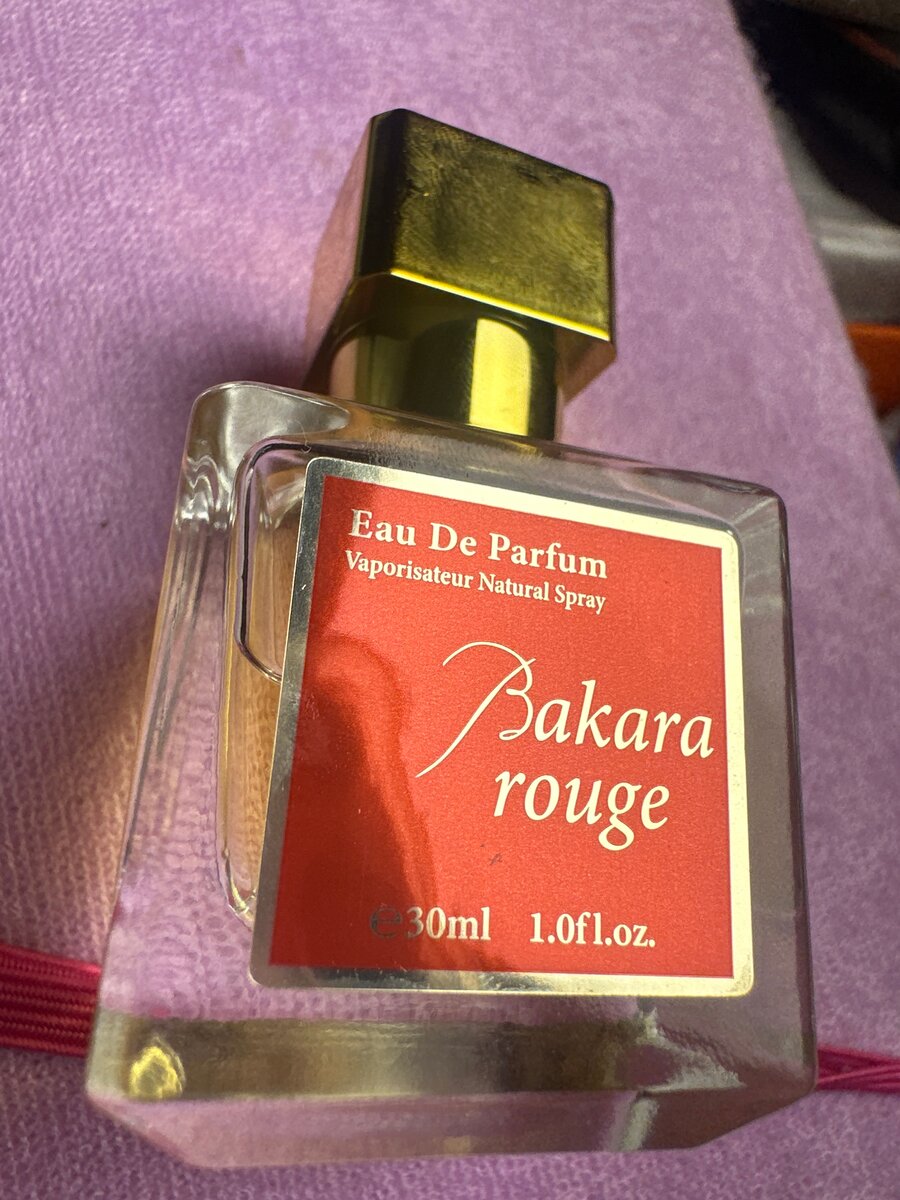 Eau De Parfum
Vaporisateur Natural Spray
Bakara
rouge
℮30ml 1.0fl.oz.